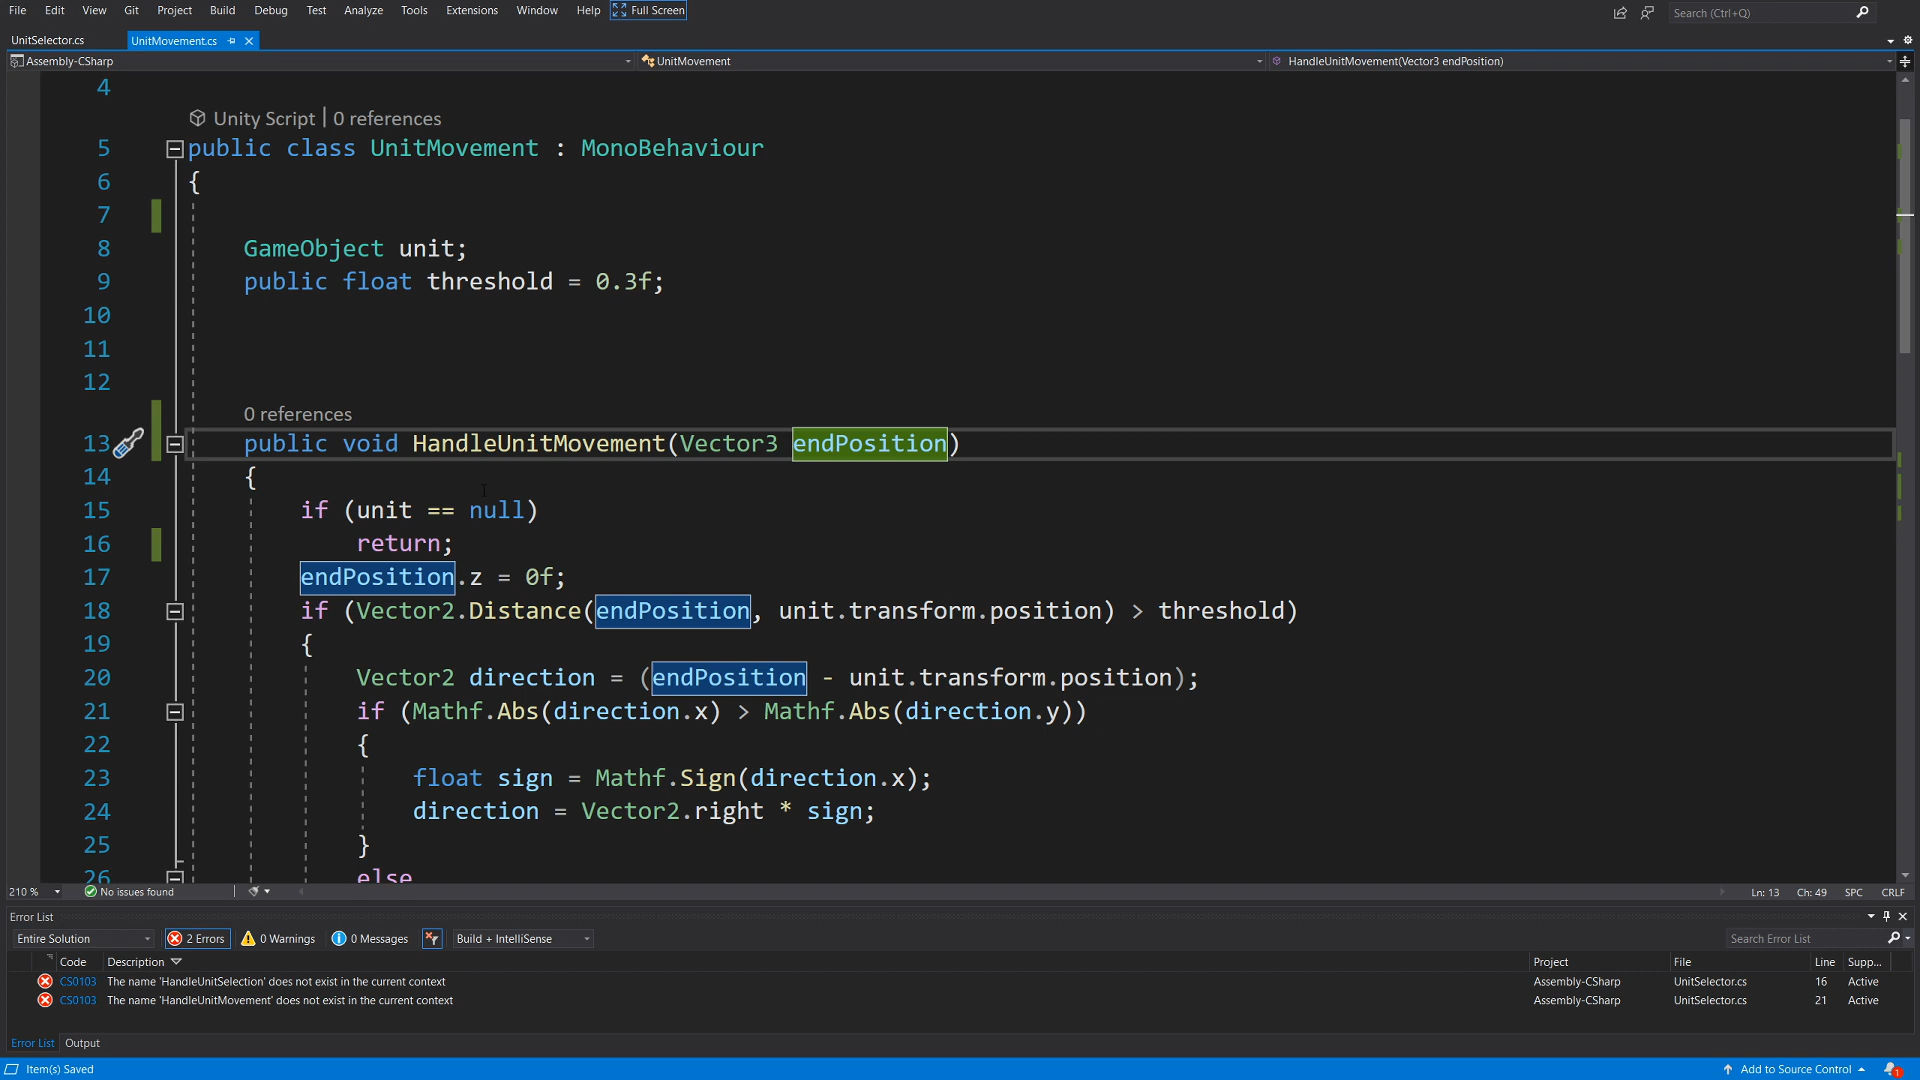 File Edit View Git Project Build Debug Test Analyze Tools Extensions Window Help Full Screen Search (Ctrl+Q)
UnitSelector.cs UnitMovement.cs
Assembly-CSharp UnitMovement HandleUnitMovement(Vector3 endPosition)
4
Unity Script | 0 references
5 public class UnitMovement : MonoBehaviour
6 {
7
8 GameObject unit;
9 public float threshold = 0.3f;
10
11
12
0 references
13 public void HandleUnitMovement(Vector3 endPosition)
14 {
15 if (unit == null)
16 return;
17 endPosition.z = 0f;
18 if (Vector2.Distance(endPosition, unit.transform.position) > threshold)
19 {
20 Vector2 direction = (endPosition - unit.transform.position);
21 if (Mathf.Abs(direction.x) > Mathf.Abs(direction.y))
22 {
23 float sign = Mathf.Sign(direction.x);
24 direction = Vector2.right * sign;
25 }
26 else
210 % No issues found Ln: 13 Ch: 49 SPC CRLF
Error List
Entire Solution 2 Errors 0 Warnings 0 Messages Build + IntelliSense Search Error List
Code Description Project File Line Supp...
CS0103 The name 'HandleUnitSelection' does not exist in the current context Assembly-CSharp UnitSelector.cs 16 Active
CS0103 The name 'HandleUnitMovement' does not exist in the current context Assembly-CSharp UnitSelector.cs 21 Active
Error List Output
Item(s) Saved Add to Source Control 1